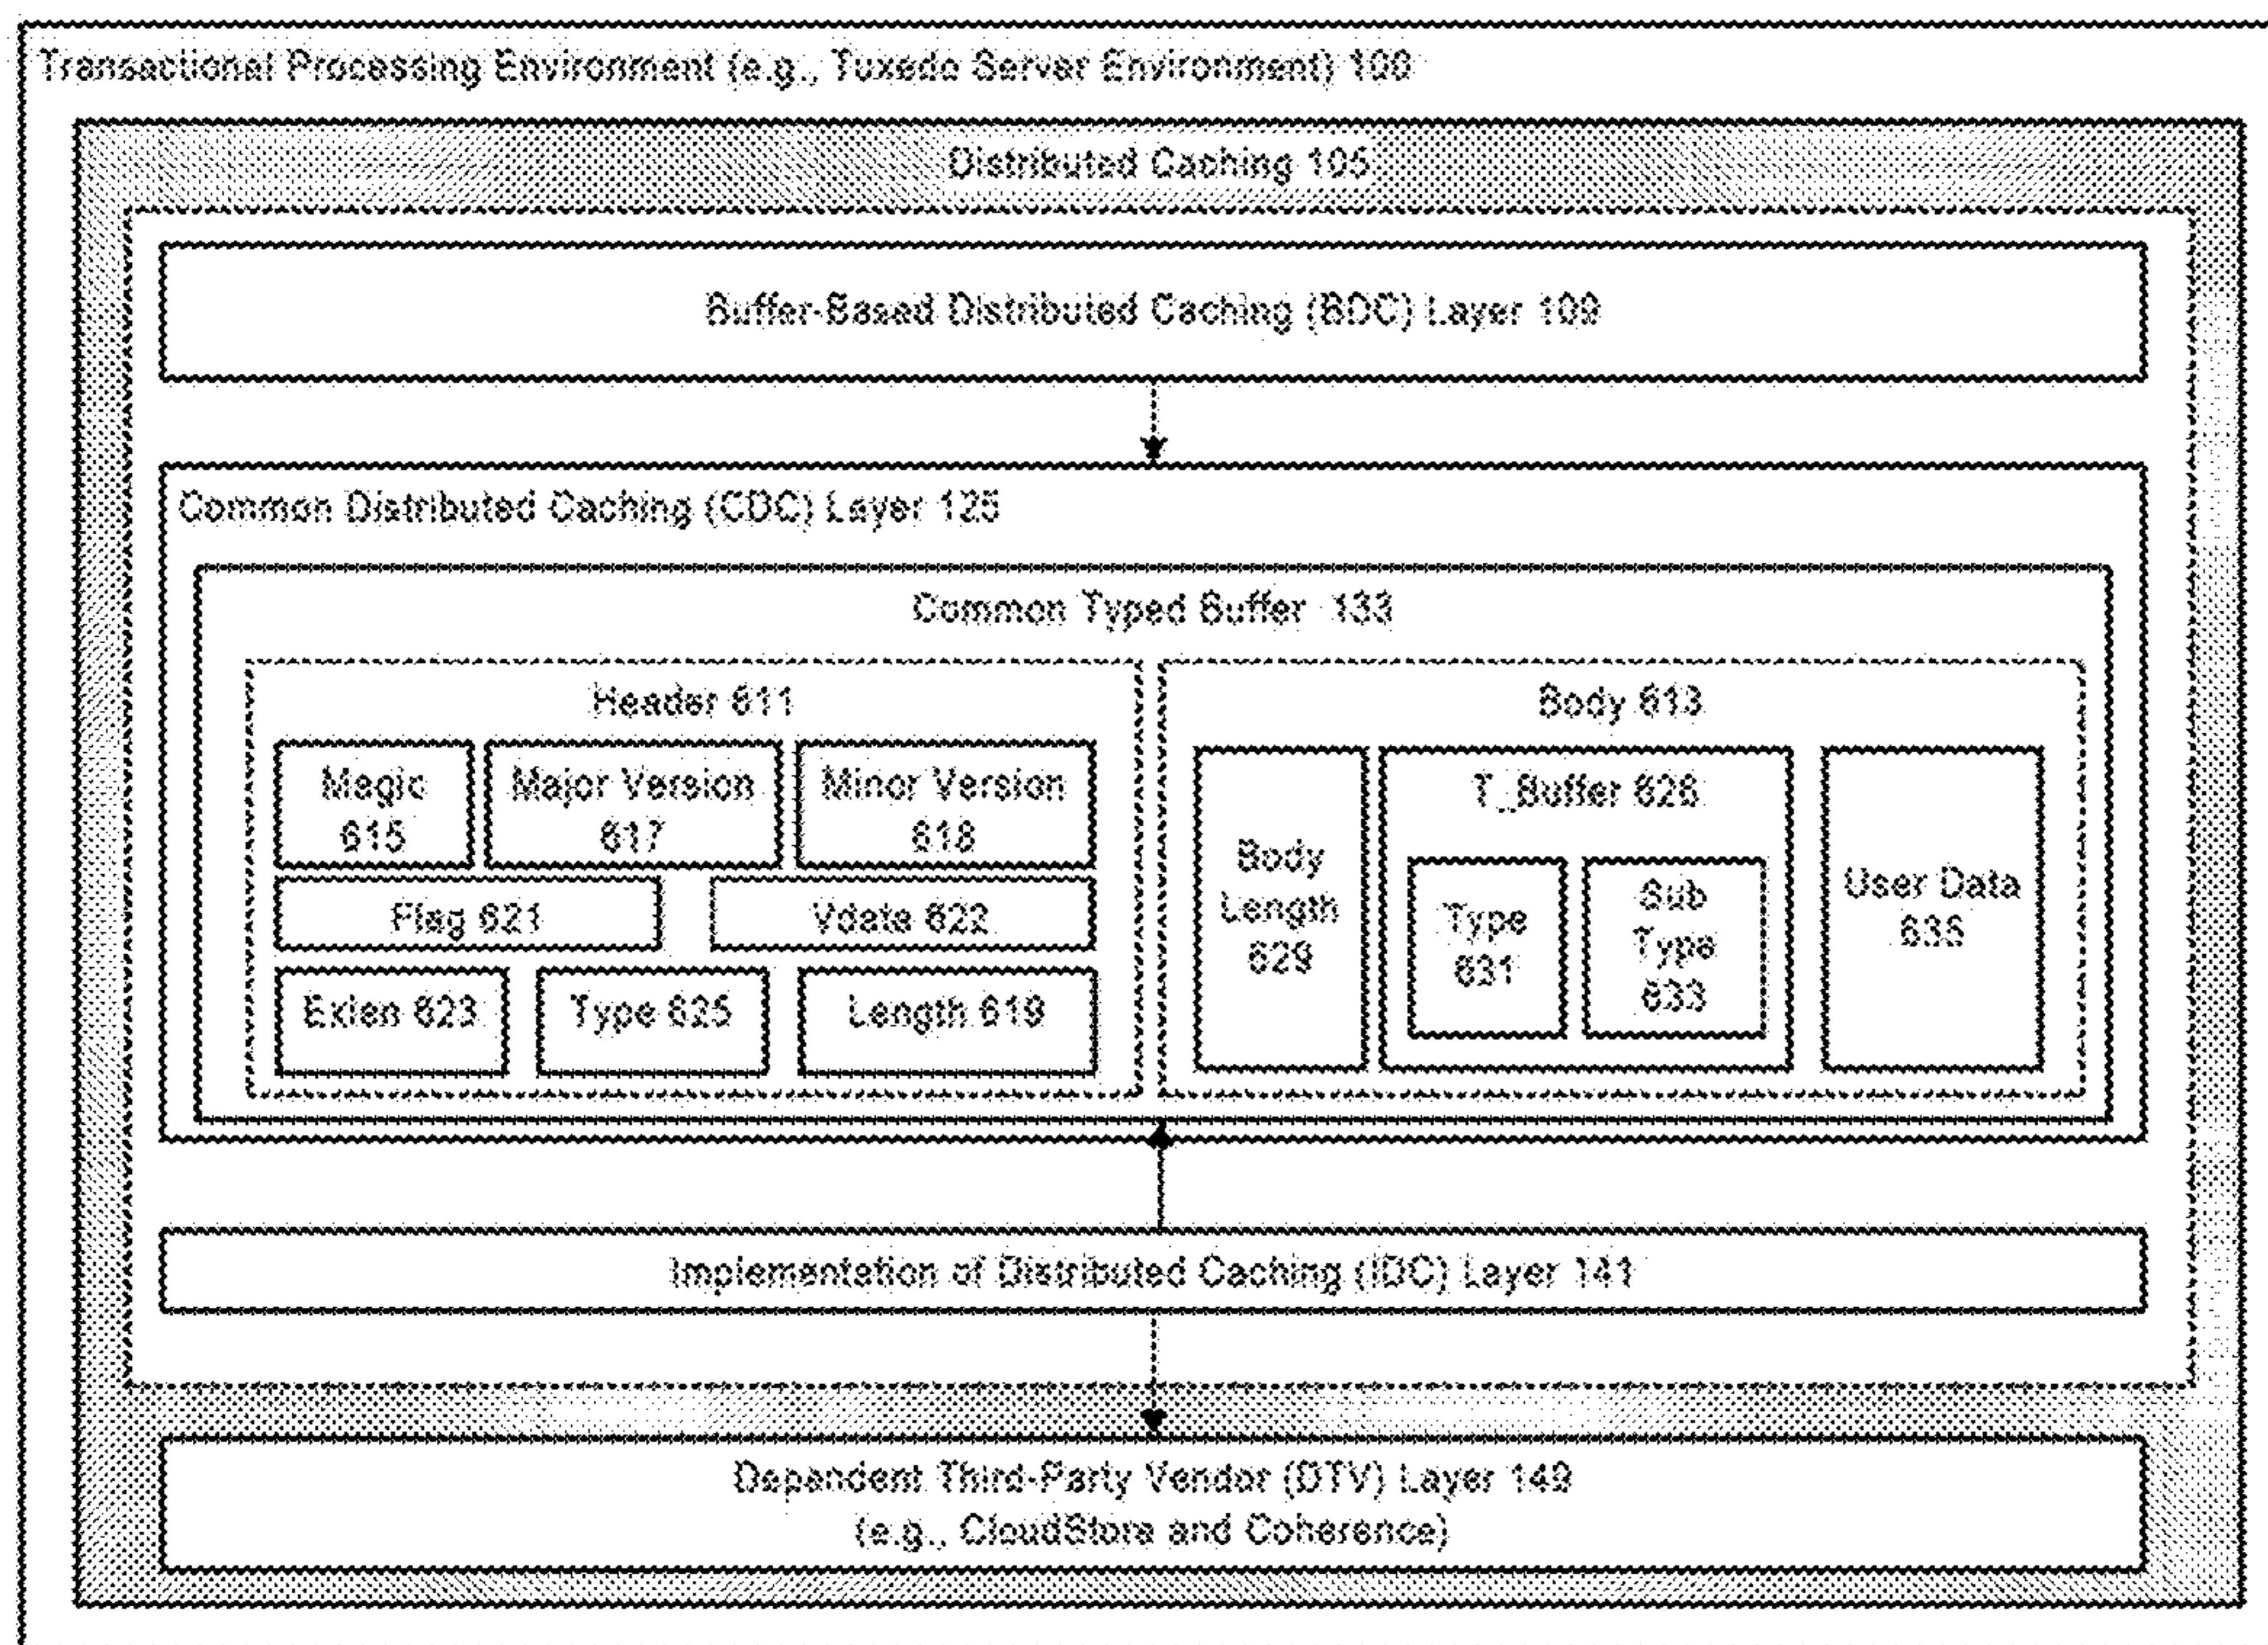 Transactional Processing Environment (e.g., Tuxedo Server Environment) 100
Distributed Caching 105
Buffer-Based Distributed Caching (BDC) Layer 109
Common Distributed Caching (CDC) Layer 125
Common Typed Buffer 133
Header 611
Magic
615
Major Version
617
Minor Version
618
Flag 621
Vdate 622
Exlen 623
Type 625
Length 619
Body 613
Body
Length
629
T_Buffer 628
Type
631
Sub
Type
633
User Data
635
Implementation of Distributed Caching (IDC) Layer 141
Dependent Third-Party Vendor (DTV) Layer 149
(e.g., CloudStore and Coherence)